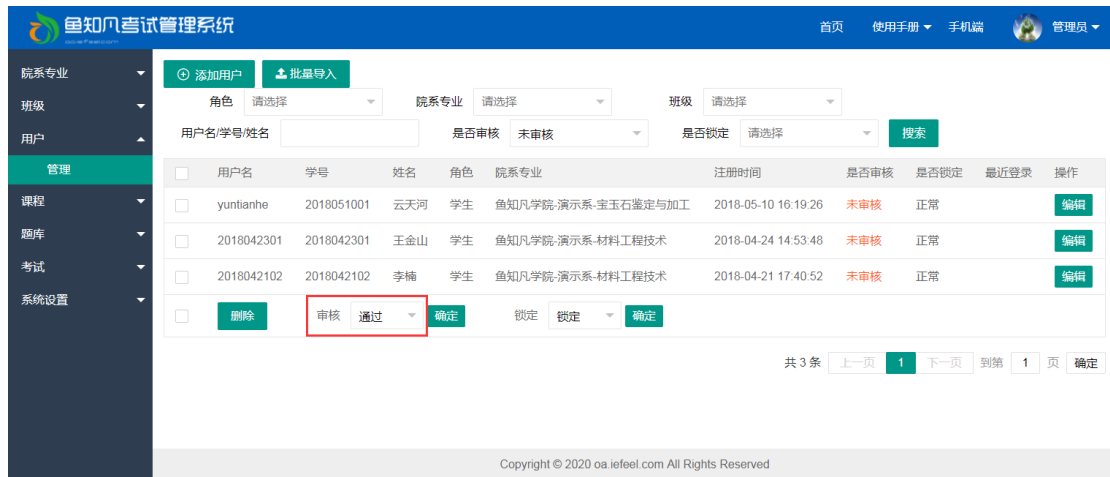 鱼知凡考试管理系统
首页 使用手册 手机端 管理员
院系专业
班级
用户
管理
课程
题库
考试
系统设置
添加用户 批量导入
角色 请选择 院系专业 请选择 班级 请选择
用户名/学号/姓名 是否审核 未审核 是否锁定 请选择 搜索
用户名 学号 姓名 角色 院系专业 注册时间 是否审核 是否锁定 最近登录 操作
yuntianhe 2018051001 云天河 学生 鱼知凡学院-演示系-宝玉石鉴定与加工 2018-05-10 16:19:26 未审核 正常 编辑
2018042301 2018042301 王金山 学生 鱼知凡学院-演示系-材料工程技术 2018-04-24 14:53:48 未审核 正常 编辑
2018042102 2018042102 李楠 学生 鱼知凡学院-演示系-材料工程技术 2018-04-21 17:40:52 未审核 正常 编辑
删除 审核 通过 确定 锁定 锁定 确定
共 3 条 上一页 1 下一页 到第 1 页 确定
Copyright © 2020 oa.iefeel.com All Rights Reserved